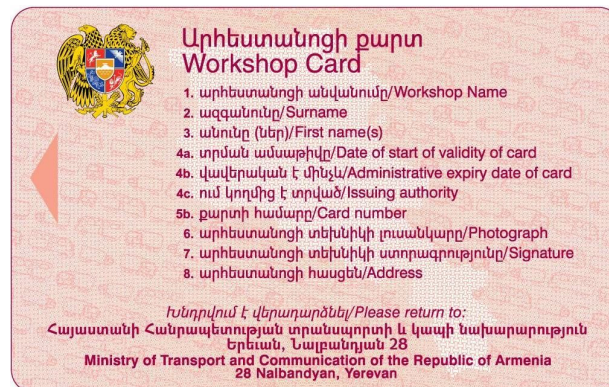 Արհեստանոցի քարտ
Workshop Card
1. արհեստանոցի անվանումը/Workshop Name
2. ազգանունը/Surname
3. անունը (ներ)/First name(s)
4a. տրման ամսաթիվը/Date of start of validity of card
4b. վավերական է մինչև/Administrative expiry date of card
4c. ում կողմից է տրված/Issuing authority
5b. քարտի համարը/Card number
6. արհեստանոցի տեխնիկի լուսանկարը/Photograph
7. արհեստանոցի տեխնիկի ստորագրությունը/Signature
8. արհեստանոցի հասցեն/Address
Խնդրվում է վերադարձնել/Please return to:
Հայաստանի Հանրապետության տրանսպորտի և կապի նախարարություն
Երեւան, Նալբանդյան 28
Ministry of Transport and Communication of the Republic of Armenia
28 Nalbandyan, Yerevan